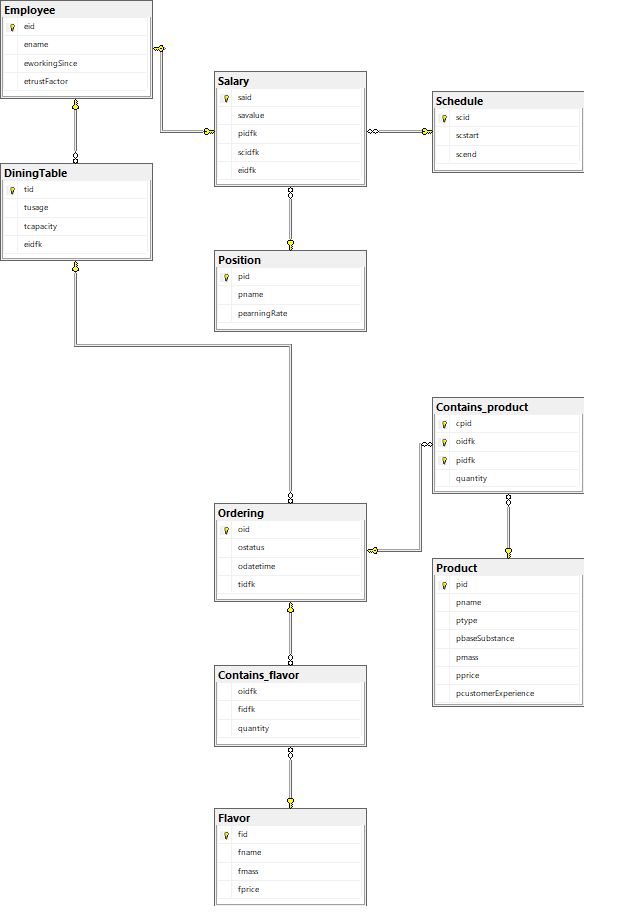 Employee
eid
ename
eworkingSince
etrustFactor
Salary
said
savalue
pidfk
scidfk
eidfk
Schedule
scid
scstart
scend
DiningTable
tid
tusage
tcapacity
eidfk
Position
pid
pname
pearningRate
Contains_product
cpid
oidfk
pidfk
quantity
Ordering
oid
ostatus
odatetime
tidfk
Product
pid
pname
ptype
pbaseSubstance
pmass
pprice
pcustomerExperience
Contains_flavor
oidfk
fidfk
quantity
Flavor
fid
fname
fmass
fprice